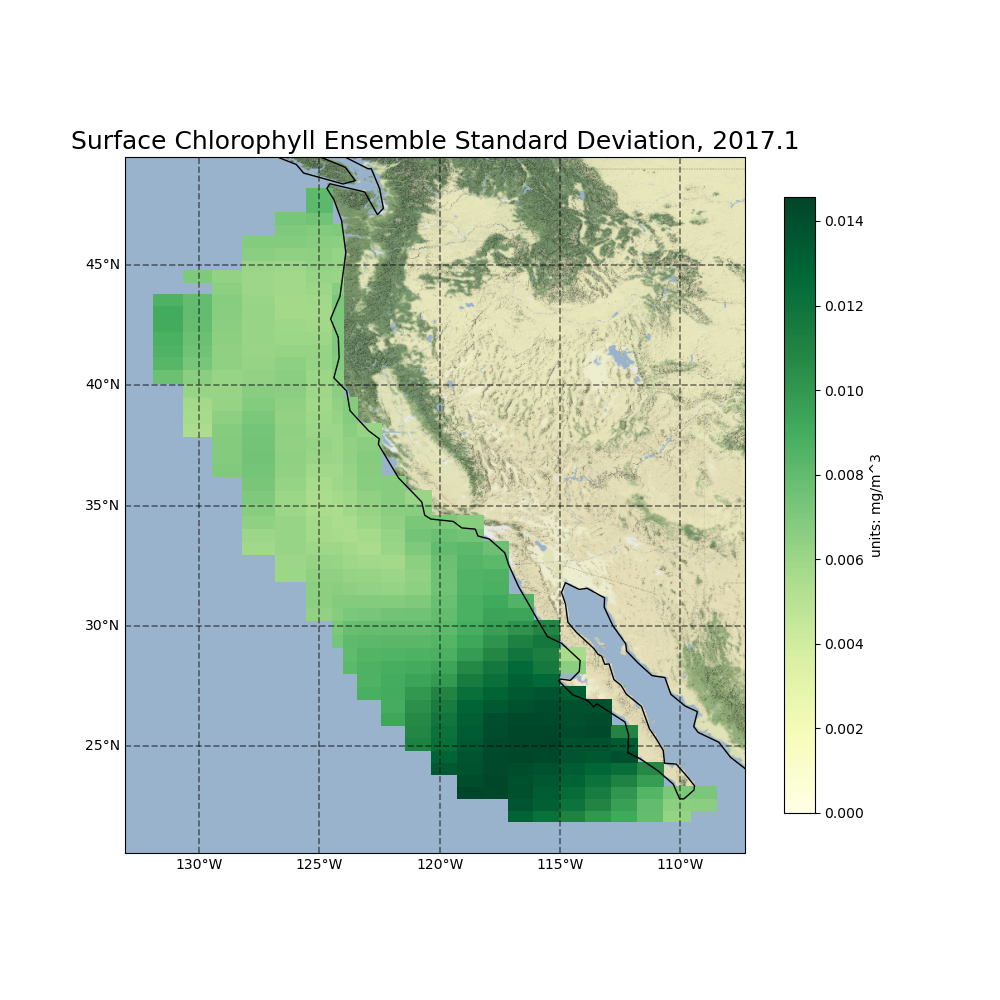 Surface Chlorophyll Ensemble Standard Deviation, 2017.1
45°N
40°N
35°N
30°N
25°N
130°W
125°W
120°W
115°W
110°W
0.014
0.012
0.010
0.008
0.006
0.004
0.002
0.000
units: mg/m^3